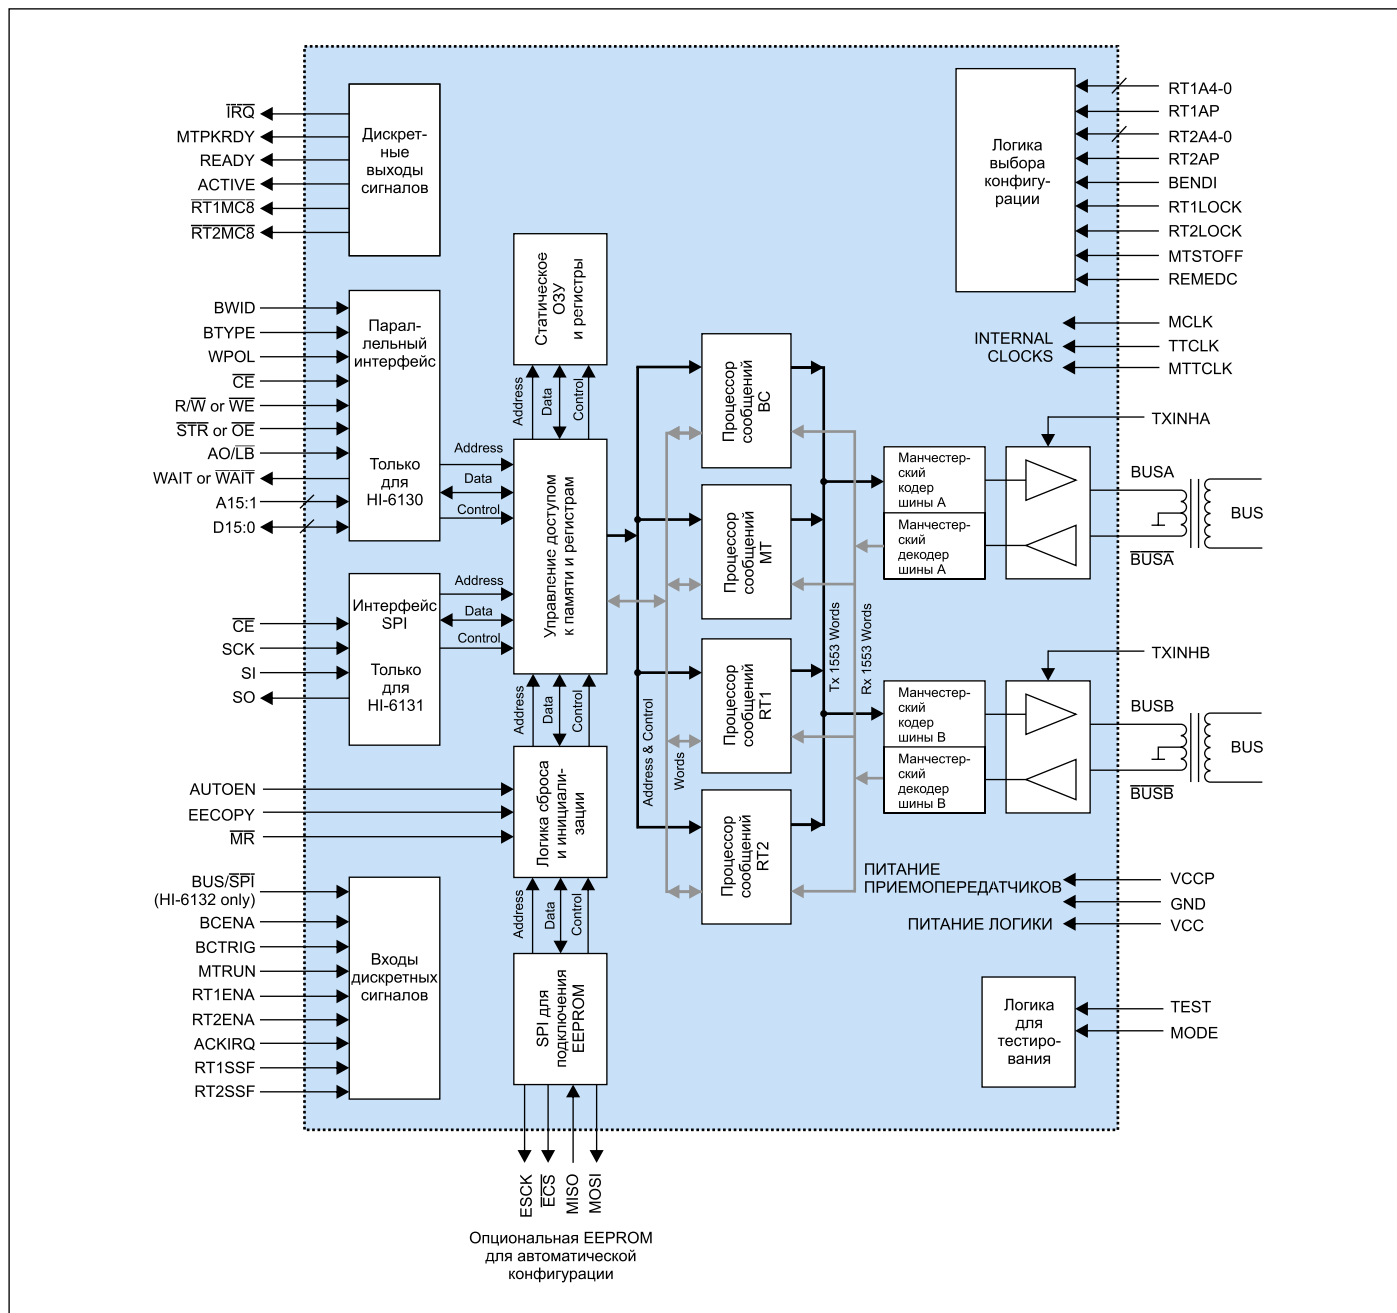 IRQ
MTPKRDY
READY
ACTIVE
RT1MC8
RT2MC8
Дискрет-
ные
выходы
сигналов
BWID
BTYPE
WPOL
CE
R/W or WE
STR or OE
AO/LB
WAIT or WAIT
A15:1
D15:0
Парал-
лельный
интерфейс
Только
для
HI-6130
Address
Data
Control
CE
SCK
SI
SO
Интерфейс
SPI
Только
для
HI-6131
Address
Data
Control
AUTOEN
EECOPY
MR
BUS/SPI
(HI-6132 only)
BCENA
BCTRIG
MTRUN
RT1ENA
RT2ENA
ACKIRQ
RT1SSF
RT2SSF
Входы
дискретных
сигналов
Статическое
ОЗУ
и регистры
Address
Data
Control
Управление доступом
к памяти и регистрам
Address
Data
Control
Логика сброса
и инициали-
зации
Address
Data
Control
SPI для
подключения
EEPROM
ESCK
ECS
MISO
MOSI
Опциональная EEPROM
для автоматической
конфигурации
Процессор
сообщений
BC
Процессор
сообщений
MT
Процессор
сообщений
RT1
Процессор
сообщений
RT2
Address & Control
Words
Tx 1553 Words
Rx 1553 Words
Логика
выбора
конфигу-
рации
RT1A4-0
RT1AP
RT2A4-0
RT2AP
BENDI
RT1LOCK
RT2LOCK
MTSTOFF
REMEDC
INTERNAL
CLOCKS
MCLK
TTCLK
MTTCLK
TXINHA
Манчестер-
ский
кодер
шины A
Манчестер-
ский
декодер
шины A
BUSA
BUSA
BUS
TXINHB
Манчестер-
ский
кодер
шины B
Манчестер-
ский
декодер
шины B
BUSB
BUSB
BUS
ПИТАНИЕ
ПРИЕМОПЕРЕДАТЧИКОВ
ПИТАНИЕ ЛОГИКИ
VCCP
GND
VCC
Логика
для
тестиро-
вания
TEST
MODE